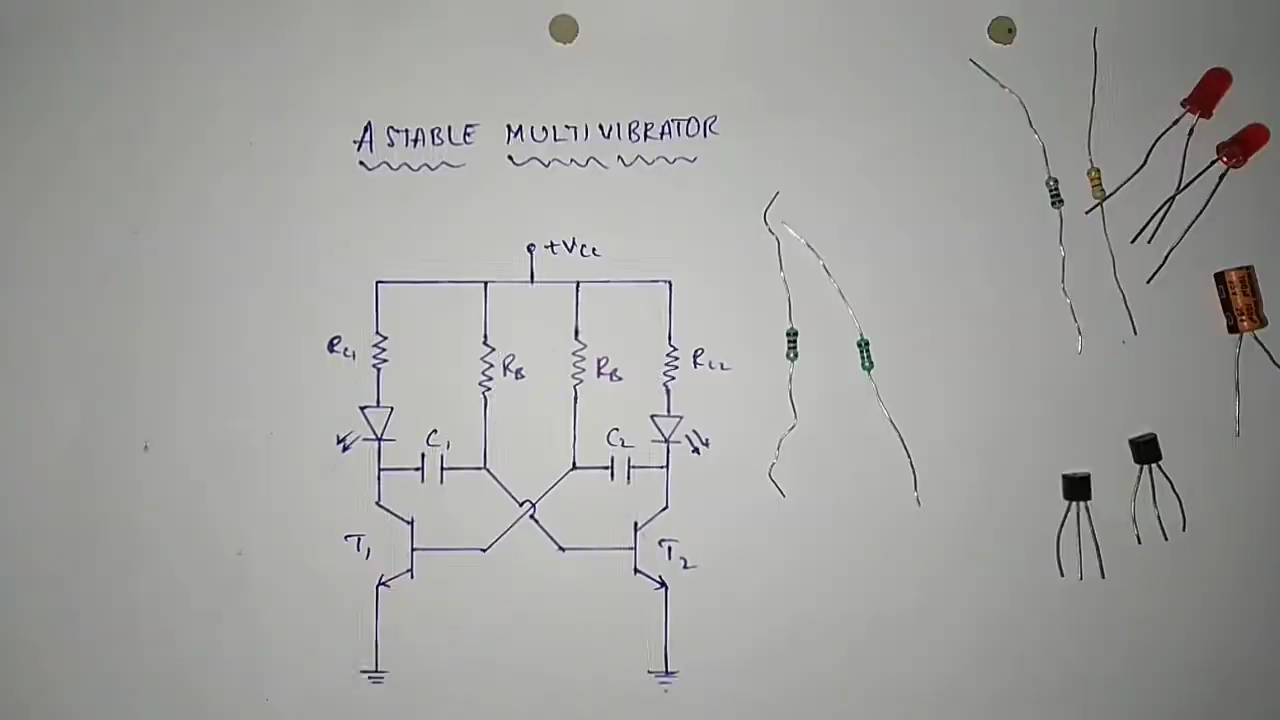 ASTABLE MULTIVIBRATOR
+Vcc
RC1
RB
RB
RC2
C1
C2
T1
T2